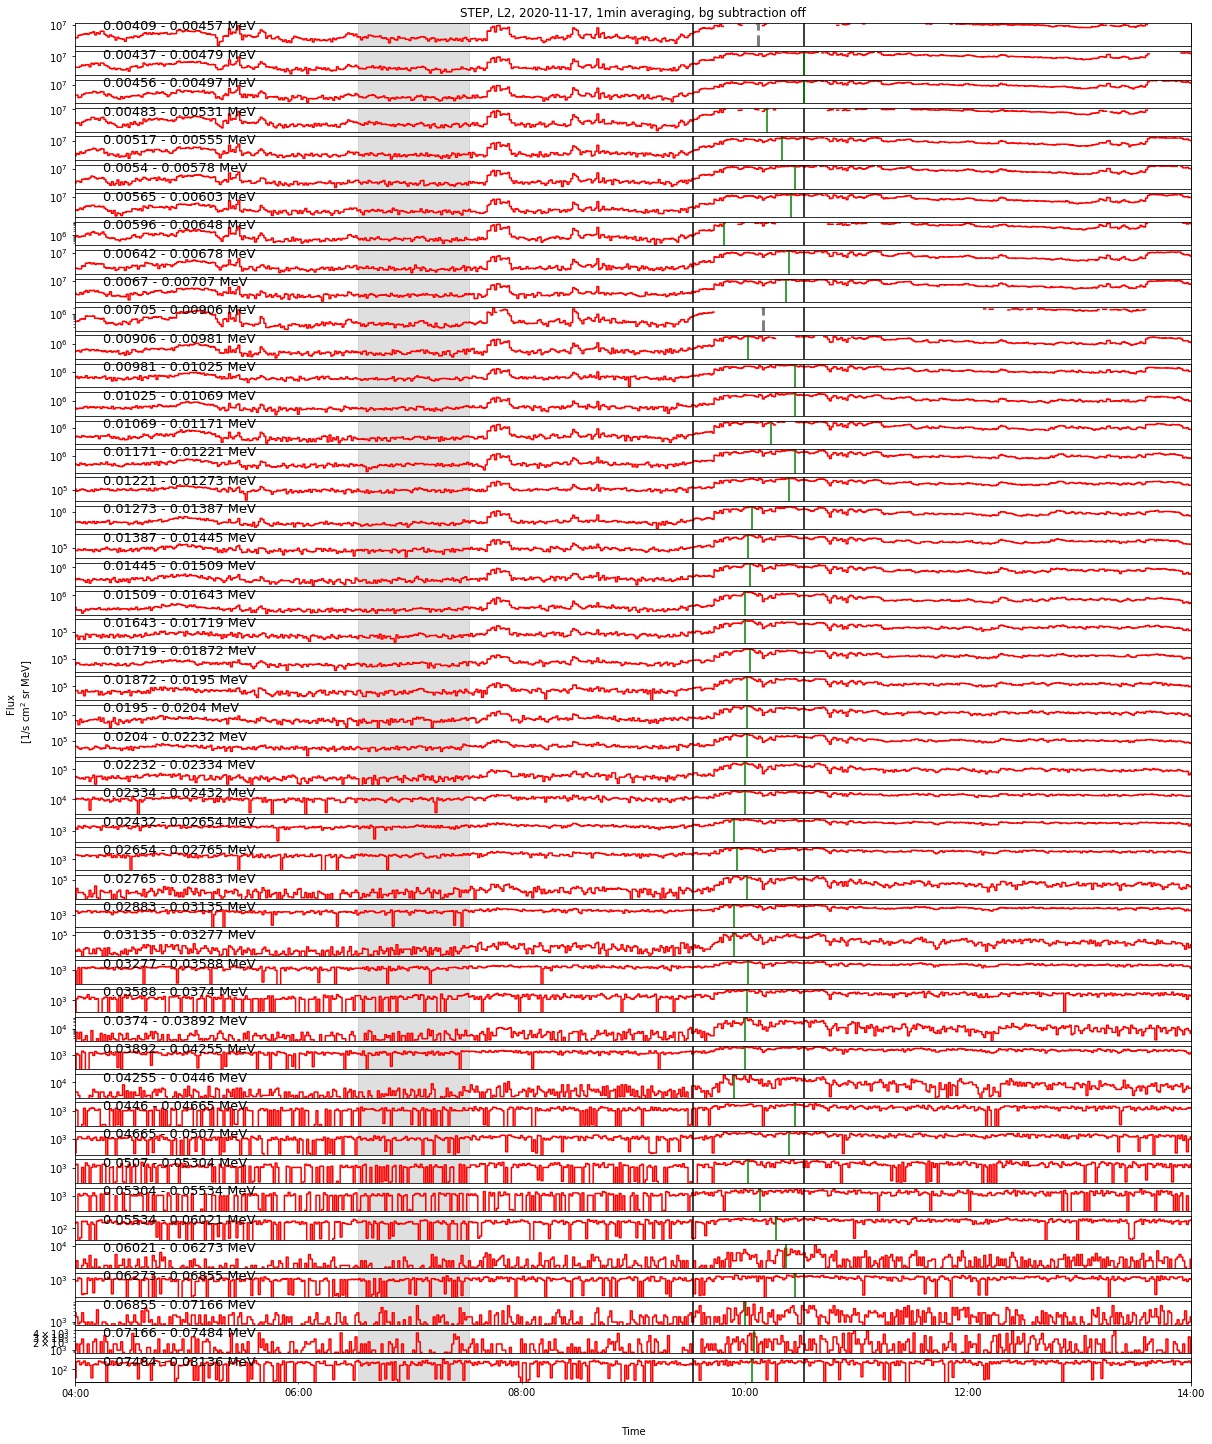 STEP, L2, 2020-11-17, 1min averaging, bg subtraction off
10⁷ 0.00409 - 0.00457 MeV
10⁷ 0.00437 - 0.00479 MeV
10⁷ 0.00456 - 0.00497 MeV
10⁷ 0.00483 - 0.00531 MeV
10⁷ 0.00517 - 0.00555 MeV
10⁷ 0.0054 - 0.00578 MeV
10⁷ 0.00565 - 0.00603 MeV
10⁶ 0.00596 - 0.00648 MeV
10⁷ 0.00642 - 0.00678 MeV
10⁷ 0.0067 - 0.00707 MeV
10⁶ 0.00705 - 0.00906 MeV
10⁶ 0.00906 - 0.00981 MeV
10⁶ 0.00981 - 0.01025 MeV
10⁶ 0.01025 - 0.01069 MeV
10⁶ 0.01069 - 0.01171 MeV
10⁶ 0.01171 - 0.01221 MeV
10⁵ 0.01221 - 0.01273 MeV
10⁶ 0.01273 - 0.01387 MeV
10⁵ 0.01387 - 0.01445 MeV
10⁶ 0.01445 - 0.01509 MeV
10⁶ 0.01509 - 0.01643 MeV
10⁵ 0.01643 - 0.01719 MeV
10⁵ 0.01719 - 0.01872 MeV
10⁵ 0.01872 - 0.0195 MeV
10⁵ 0.0195 - 0.0204 MeV
10⁵ 0.0204 - 0.02232 MeV
10⁵ 0.02232 - 0.02334 MeV
10⁴ 0.02334 - 0.02432 MeV
10³ 0.02432 - 0.02654 MeV
10³ 0.02654 - 0.02765 MeV
10⁵ 0.02765 - 0.02883 MeV
10³ 0.02883 - 0.03135 MeV
10⁵ 0.03135 - 0.03277 MeV
10³ 0.03277 - 0.03588 MeV
10³ 0.03588 - 0.0374 MeV
10⁴ 0.0374 - 0.03892 MeV
10³ 0.03892 - 0.04255 MeV
10⁴ 0.04255 - 0.0446 MeV
10³ 0.0446 - 0.04665 MeV
10³ 0.04665 - 0.0507 MeV
10³ 0.0507 - 0.05304 MeV
10³ 0.05304 - 0.05534 MeV
10² 0.05534 - 0.06021 MeV
10⁴ 0.06021 - 0.06273 MeV
10³ 0.06273 - 0.06855 MeV
10³ 0.06855 - 0.07166 MeV
4 × 10³ 0.07166 - 0.07484 MeV
10³
10² 0.07484 - 0.08136 MeV
Flux
[1/s cm² sr MeV]
04:00 06:00 08:00 10:00 12:00 14:00
Time